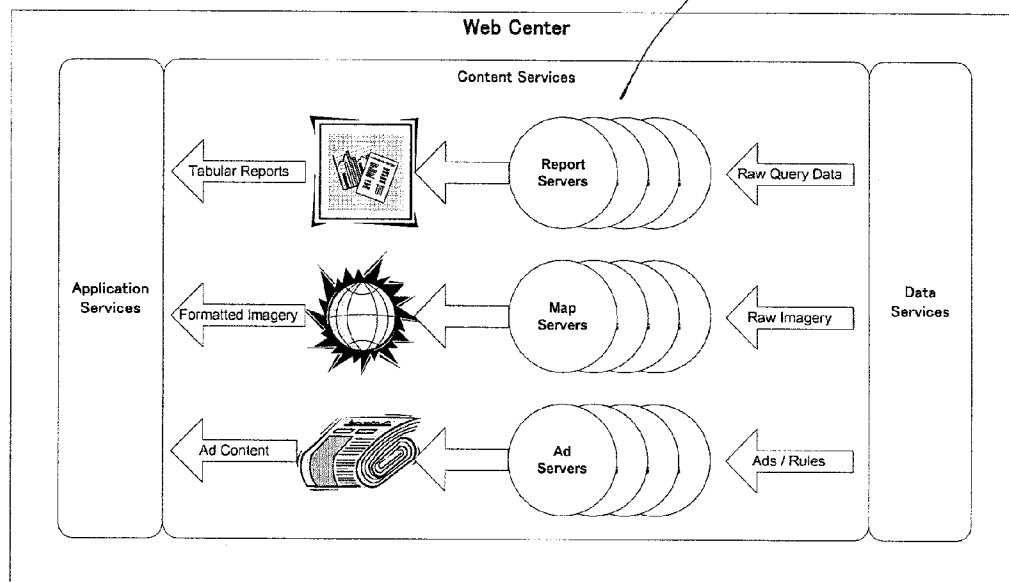 Web Center
Content Services
Application
Services
Tabular Reports
Report
Servers
Raw Query Data
Formatted Imagery
Map
Servers
Raw Imagery
Data
Services
Ad Content
Ad
Servers
Ads / Rules